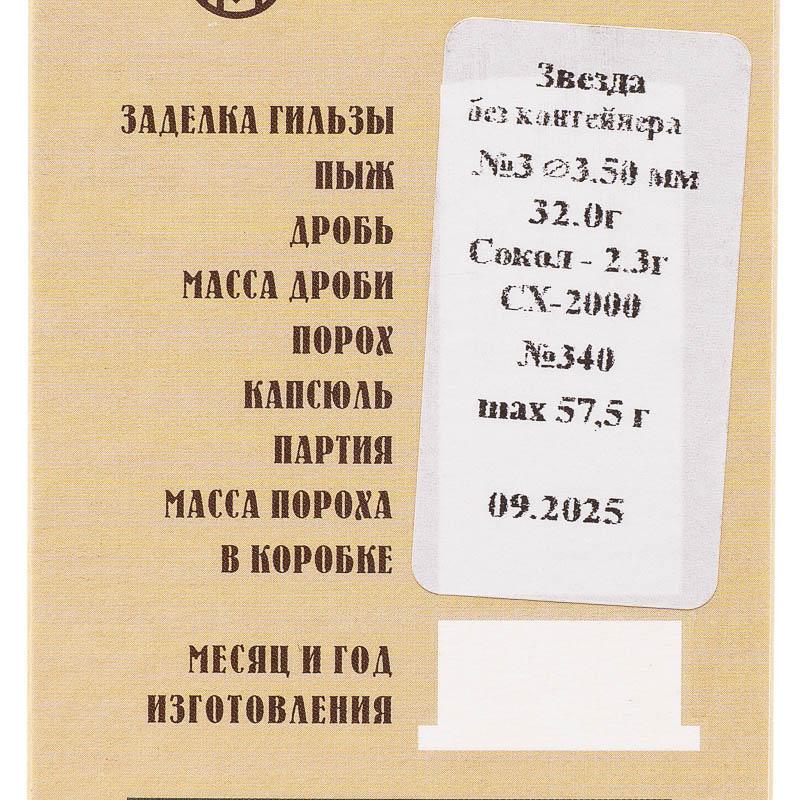 Звезда
ЗАДЕЛКА ГИЛЬЗЫ без контейнера
ПЫЖ №3 ∅3.50 мм
ДРОБЬ 32.0г
МАССА ДРОБИ Сокол - 2.3г
ПОРОХ СХ-2000
КАПСЮЛЬ №340
ПАРТИЯ max 57,5 г
МАССА ПОРОХА 09.2025
В КОРОБКЕ
МЕСЯЦ И ГОД
ИЗГОТОВЛЕНИЯ